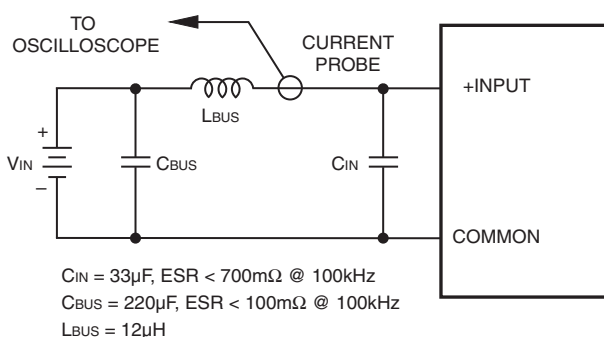 TO
OSCILLOSCOPE
CURRENT
PROBE
+INPUT
LBUS
+
VIN
–
CBUS
CIN
COMMON
CIN = 33µF, ESR < 700mΩ @ 100kHz
CBUS = 220µF, ESR < 100mΩ @ 100kHz
LBUS = 12µH